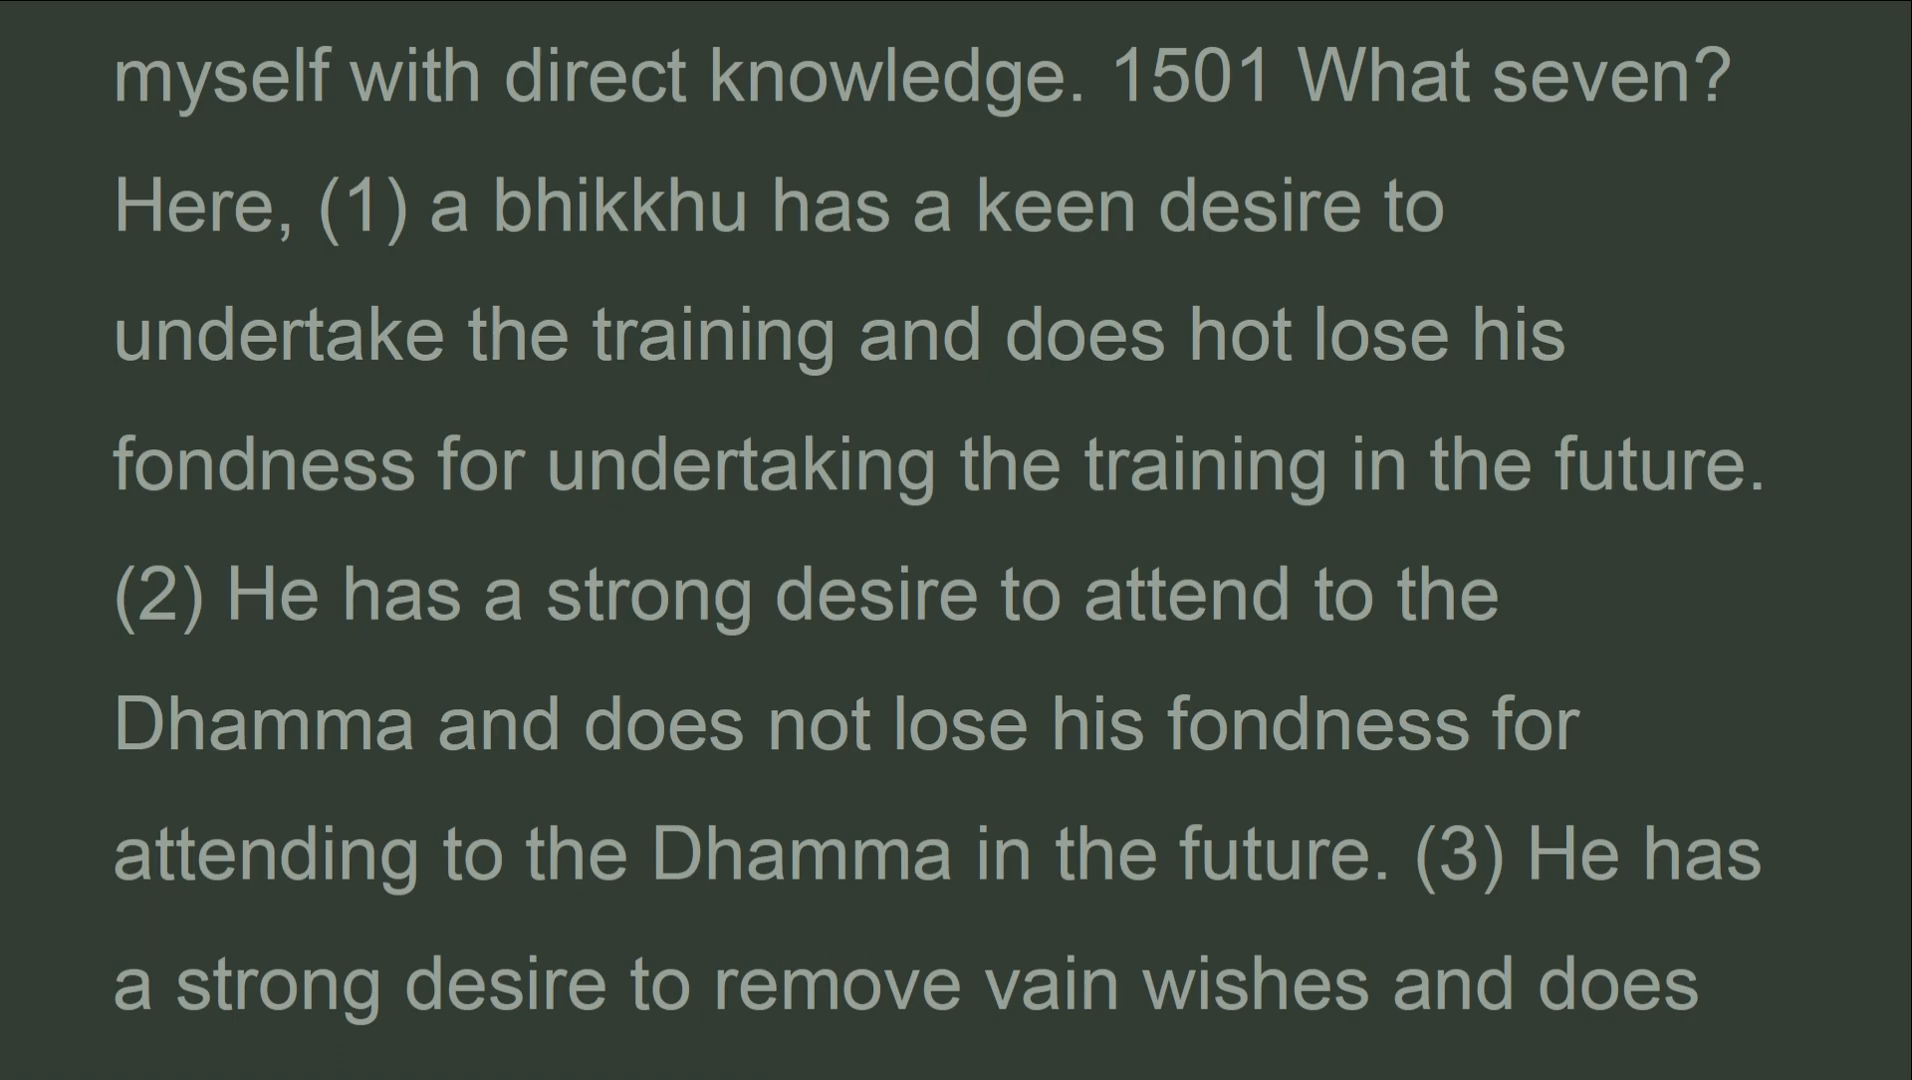 myself with direct knowledge. 1501 What seven?
Here, (1) a bhikkhu has a keen desire to
undertake the training and does hot lose his
fondness for undertaking the training in the future.
(2) He has a strong desire to attend to the
Dhamma and does not lose his fondness for
attending to the Dhamma in the future. (3) He has
a strong desire to remove vain wishes and does